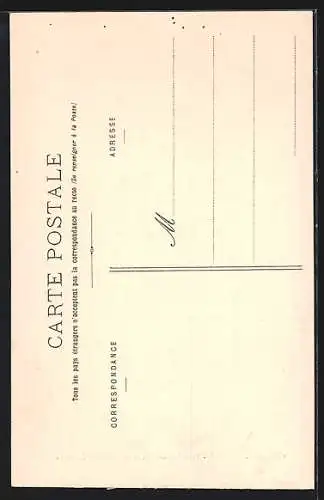 CARTE POSTALE
Tous les pays étrangers n'acceptent pas la correspondance au recto (Se renseigner à la Poste)
CORRESPONDANCE
ADRESSE
M